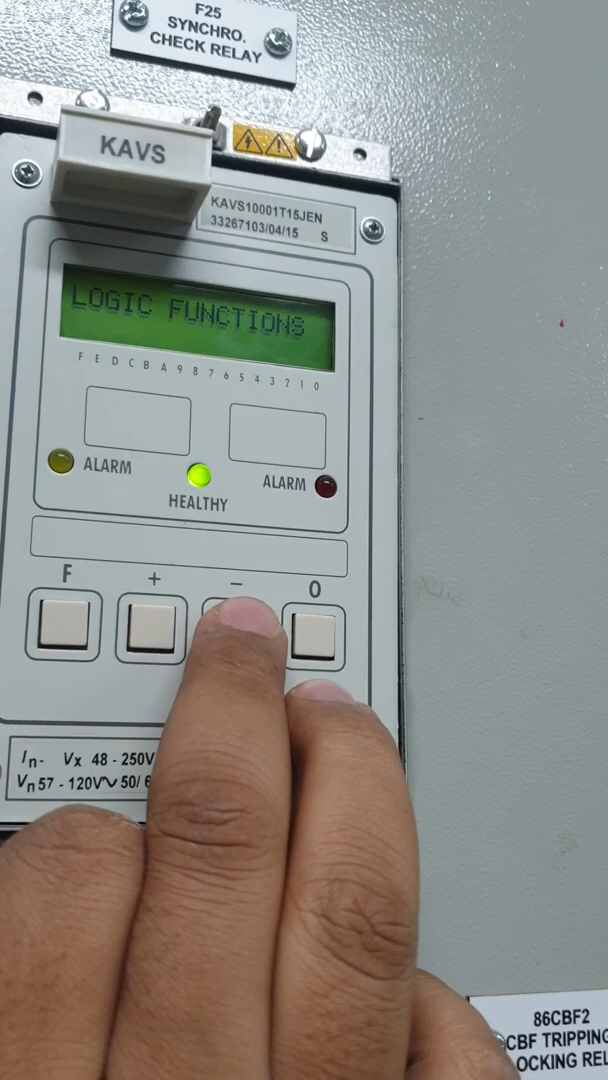 F25
SYNCHRO.
CHECK RELAY
KAVS
KAVS10001T15JEN
33267103/04/15 S
LOGIC FUNCTIONS
F E D C B A 9 8 7 6 5 4 3 2 1 0
ALARM
HEALTHY
ALARM
F + − 0
In- Vx 48 - 250V
Vn 57 - 120V∿ 50/ 6
86CBF2
CBF TRIPPING
OCKING REL